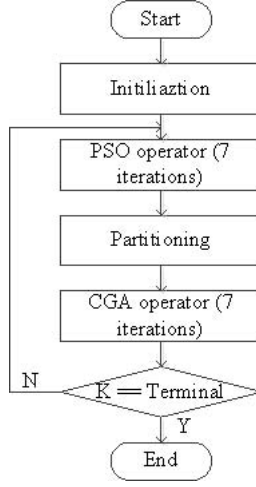 Start
Initiliaztion
PSO operator (7
iterations)
Partitioning
CGA operator (7
iterations)
K == Terminal
N
Y
End